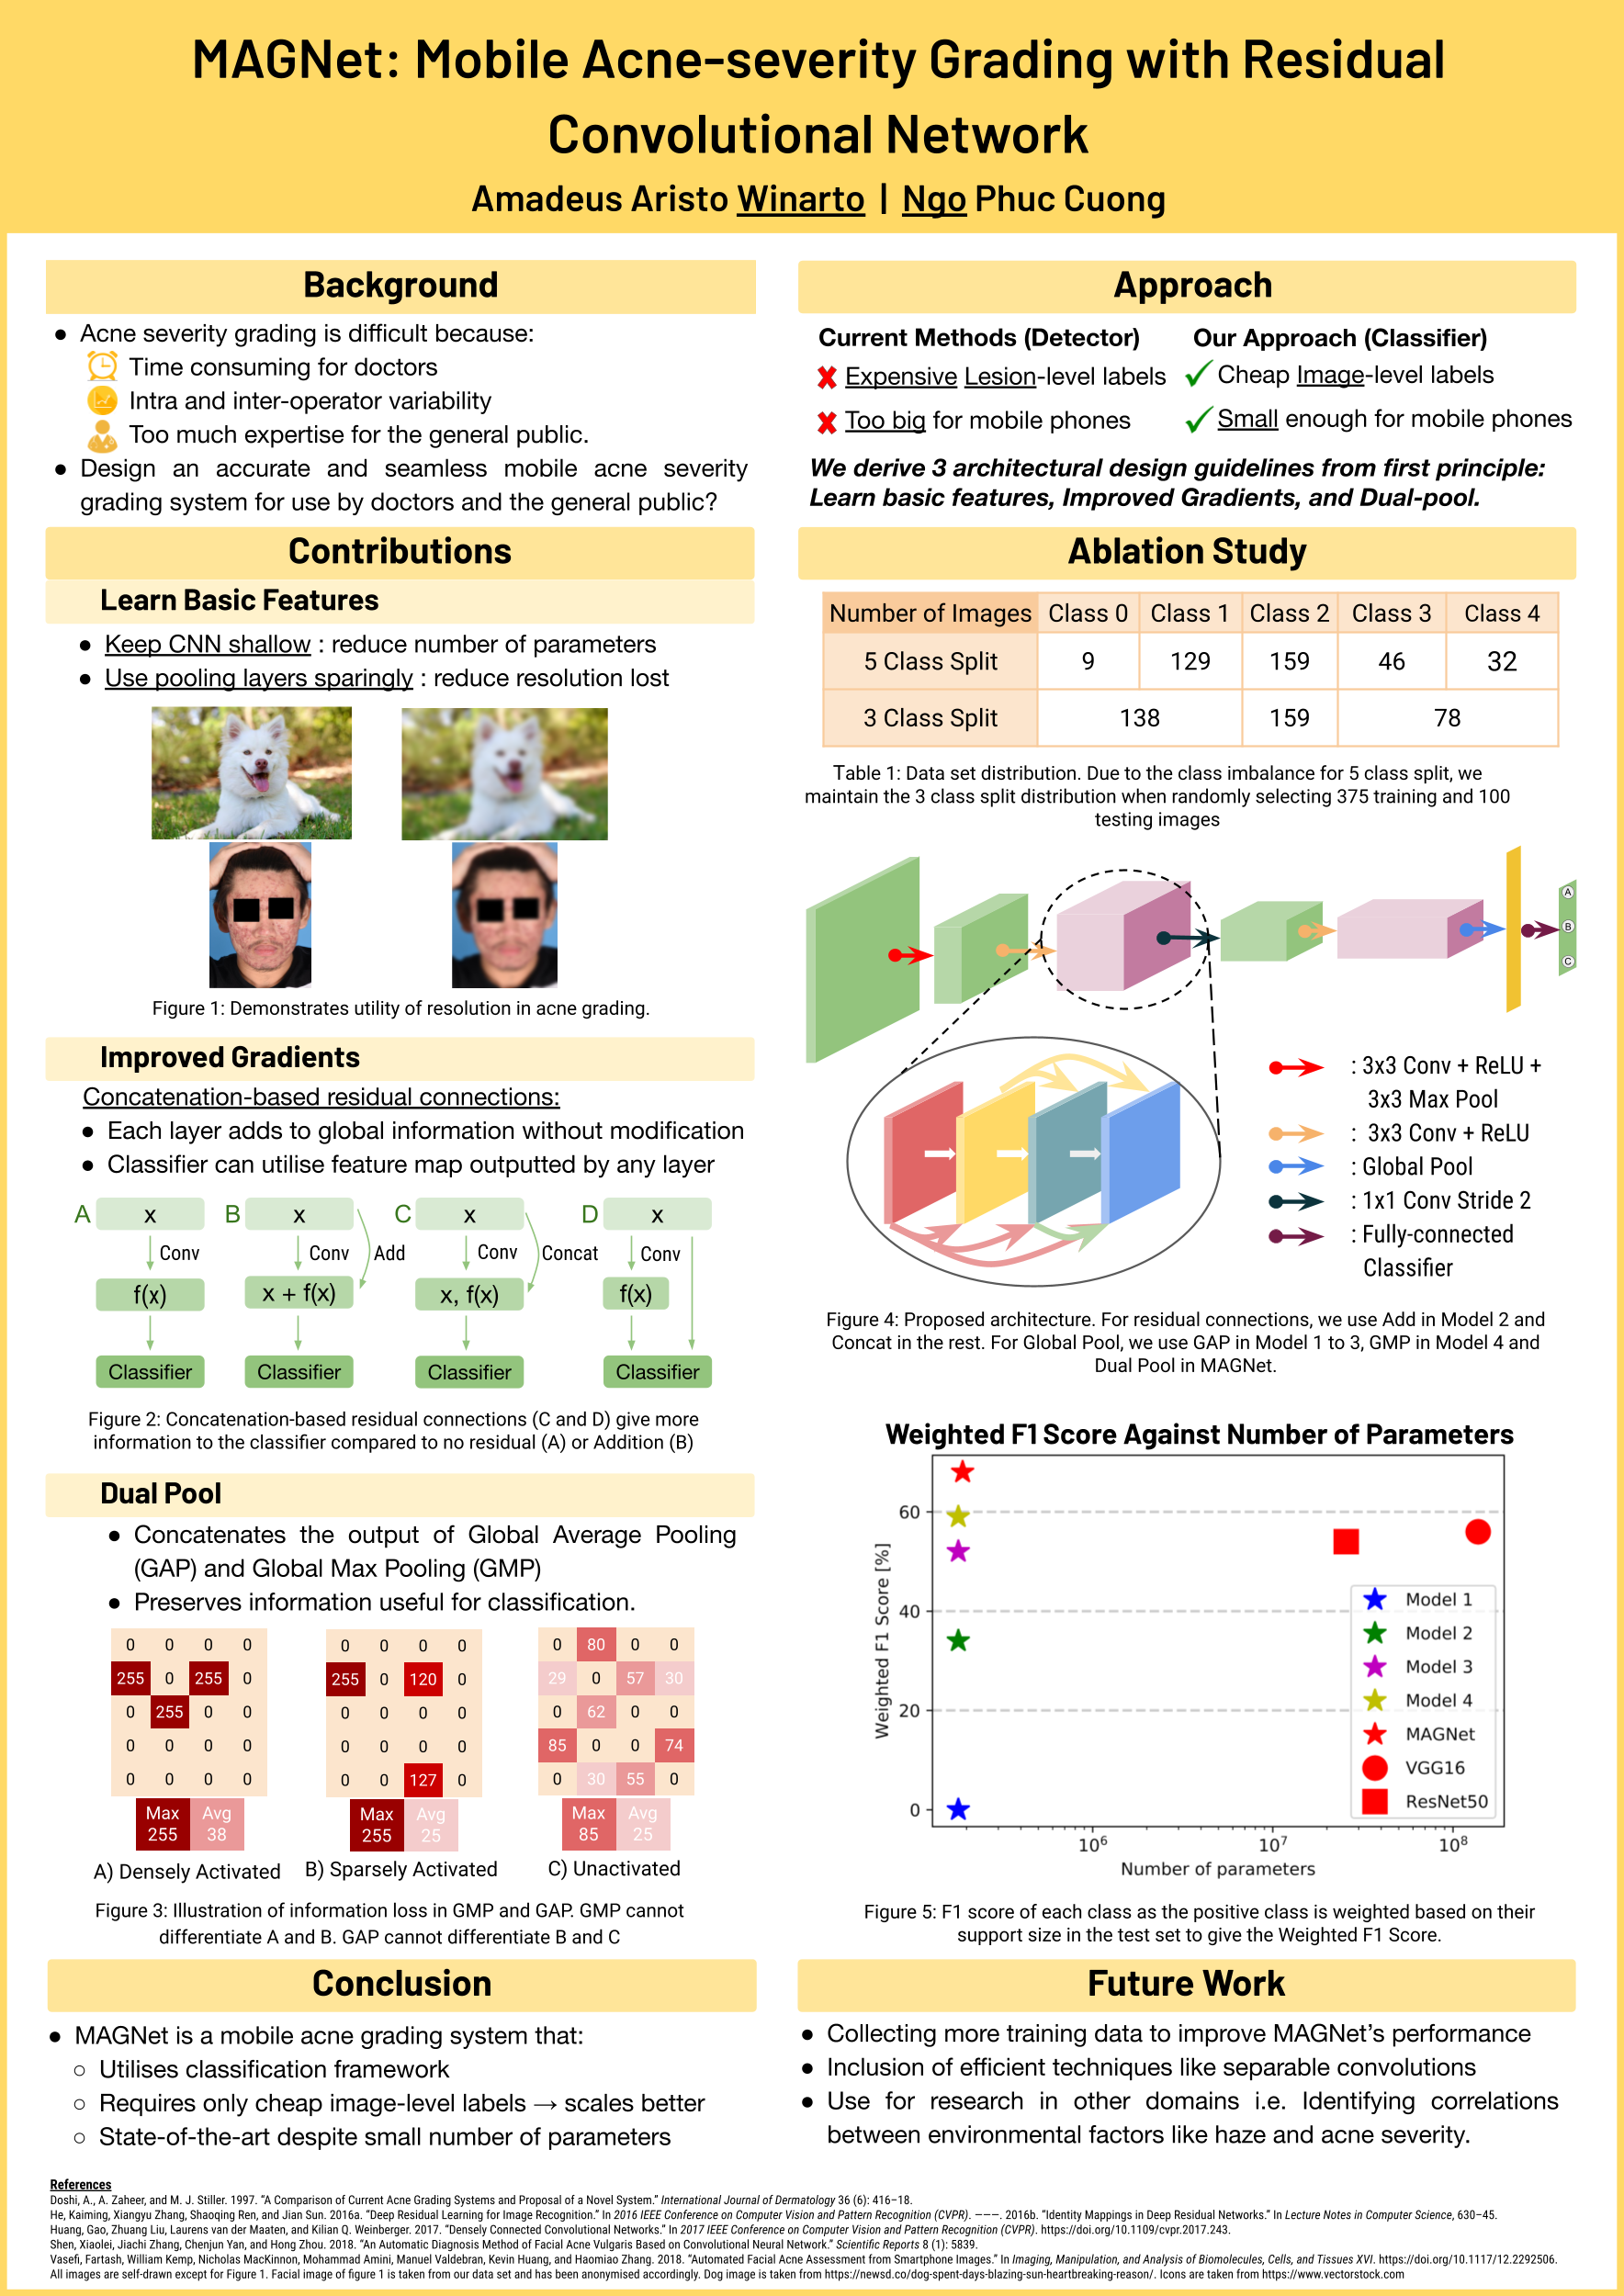 MAGNet: Mobile Acne-severity Grading with Residual
Convolutional Network
Amadeus Aristo Winarto | Ngo Phuc Cuong
Background
● Acne severity grading is difficult because:
Time consuming for doctors
Intra and inter-operator variability
Too much expertise for the general public.
● Design an accurate and seamless mobile acne severity
grading system for use by doctors and the general public?
Contributions
Learn Basic Features
● Keep CNN shallow : reduce number of parameters
● Use pooling layers sparingly : reduce resolution lost
Figure 1: Demonstrates utility of resolution in acne grading.
Improved Gradients
Concatenation-based residual connections:
● Each layer adds to global information without modification
● Classifier can utilise feature map outputted by any layer
A x B x C x D x
Conv Conv Add Conv Concat Conv
f(x) x + f(x) x, f(x) f(x)
Classifier Classifier Classifier Classifier
Figure 2: Concatenation-based residual connections (C and D) give more
information to the classifier compared to no residual (A) or Addition (B)
Dual Pool
● Concatenates the output of Global Average Pooling
(GAP) and Global Max Pooling (GMP)
● Preserves information useful for classification.
0 0 0 0
255 0 255 0
0 255 0 0
0 0 0 0
0 0 0 0
Max Avg
255 38
A) Densely Activated
0 0 0 0
255 0 120 0
0 0 0 0
0 0 0 0
0 0 127 0
Max Avg
255 25
B) Sparsely Activated
0 80 0 0
29 0 57 30
0 62 0 0
85 0 0 74
0 30 55 0
Max Avg
85 25
C) Unactivated
Figure 3: Illustration of information loss in GMP and GAP. GMP cannot
differentiate A and B. GAP cannot differentiate B and C
Conclusion
● MAGNet is a mobile acne grading system that:
○ Utilises classification framework
○ Requires only cheap image-level labels → scales better
○ State-of-the-art despite small number of parameters
Approach
Current Methods (Detector) Our Approach (Classifier)
✘ Expensive Lesion-level labels ✓ Cheap Image-level labels
✘ Too big for mobile phones ✓ Small enough for mobile phones
We derive 3 architectural design guidelines from first principle:
Learn basic features, Improved Gradients, and Dual-pool.
Ablation Study
Number of Images Class 0 Class 1 Class 2 Class 3 Class 4
5 Class Split 9 129 159 46 32
3 Class Split 138 159 78
Table 1: Data set distribution. Due to the class imbalance for 5 class split, we
maintain the 3 class split distribution when randomly selecting 375 training and 100
testing images
A
B
C
: 3x3 Conv + ReLU +
3x3 Max Pool
: 3x3 Conv + ReLU
: Global Pool
: 1x1 Conv Stride 2
: Fully-connected
Classifier
Figure 4: Proposed architecture. For residual connections, we use Add in Model 2 and
Concat in the rest. For Global Pool, we use GAP in Model 1 to 3, GMP in Model 4 and
Dual Pool in MAGNet.
Weighted F1 Score Against Number of Parameters
Weighted F1 Score [%]
60
40
20
0
Model 1
Model 2
Model 3
Model 4
MAGNet
VGG16
ResNet50
10⁶ 10⁷ 10⁸
Number of parameters
Figure 5: F1 score of each class as the positive class is weighted based on their
support size in the test set to give the Weighted F1 Score.
Future Work
● Collecting more training data to improve MAGNet's performance
● Inclusion of efficient techniques like separable convolutions
● Use for research in other domains i.e. Identifying correlations
between environmental factors like haze and acne severity.
References
Doshi, A., A. Zaheer, and M. J. Stiller. 1997. “A Comparison of Current Acne Grading Systems and Proposal of a Novel System.” International Journal of Dermatology 36 (6): 416–18.
He, Kaiming, Xiangyu Zhang, Shaoqing Ren, and Jian Sun. 2016a. “Deep Residual Learning for Image Recognition.” In 2016 IEEE Conference on Computer Vision and Pattern Recognition (CVPR). ———. 2016b. “Identity Mappings in Deep Residual Networks.” In Lecture Notes in Computer Science, 630–45.
Huang, Gao, Zhuang Liu, Laurens van der Maaten, and Kilian Q. Weinberger. 2017. “Densely Connected Convolutional Networks.” In 2017 IEEE Conference on Computer Vision and Pattern Recognition (CVPR). https://doi.org/10.1109/cvpr.2017.243.
Shen, Xiaolei, Jiachi Zhang, Chenjun Yan, and Hong Zhou. 2018. “An Automatic Diagnosis Method of Facial Acne Vulgaris Based on Convolutional Neural Network.” Scientific Reports 8 (1): 5839.
Vasefi, Fartash, William Kemp, Nicholas MacKinnon, Mohammad Amini, Manuel Valdebran, Kevin Huang, and Haomiao Zhang. 2018. “Automated Facial Acne Assessment from Smartphone Images.” In Imaging, Manipulation, and Analysis of Biomolecules, Cells, and Tissues XVI. https://doi.org/10.1117/12.2292506.
All images are self-drawn except for Figure 1. Facial image of figure 1 is taken from our data set and has been anonymised accordingly. Dog image is taken from https://newsd.co/dog-spent-days-blazing-sun-heartbreaking-reason/. Icons are taken from https://www.vectorstock.com